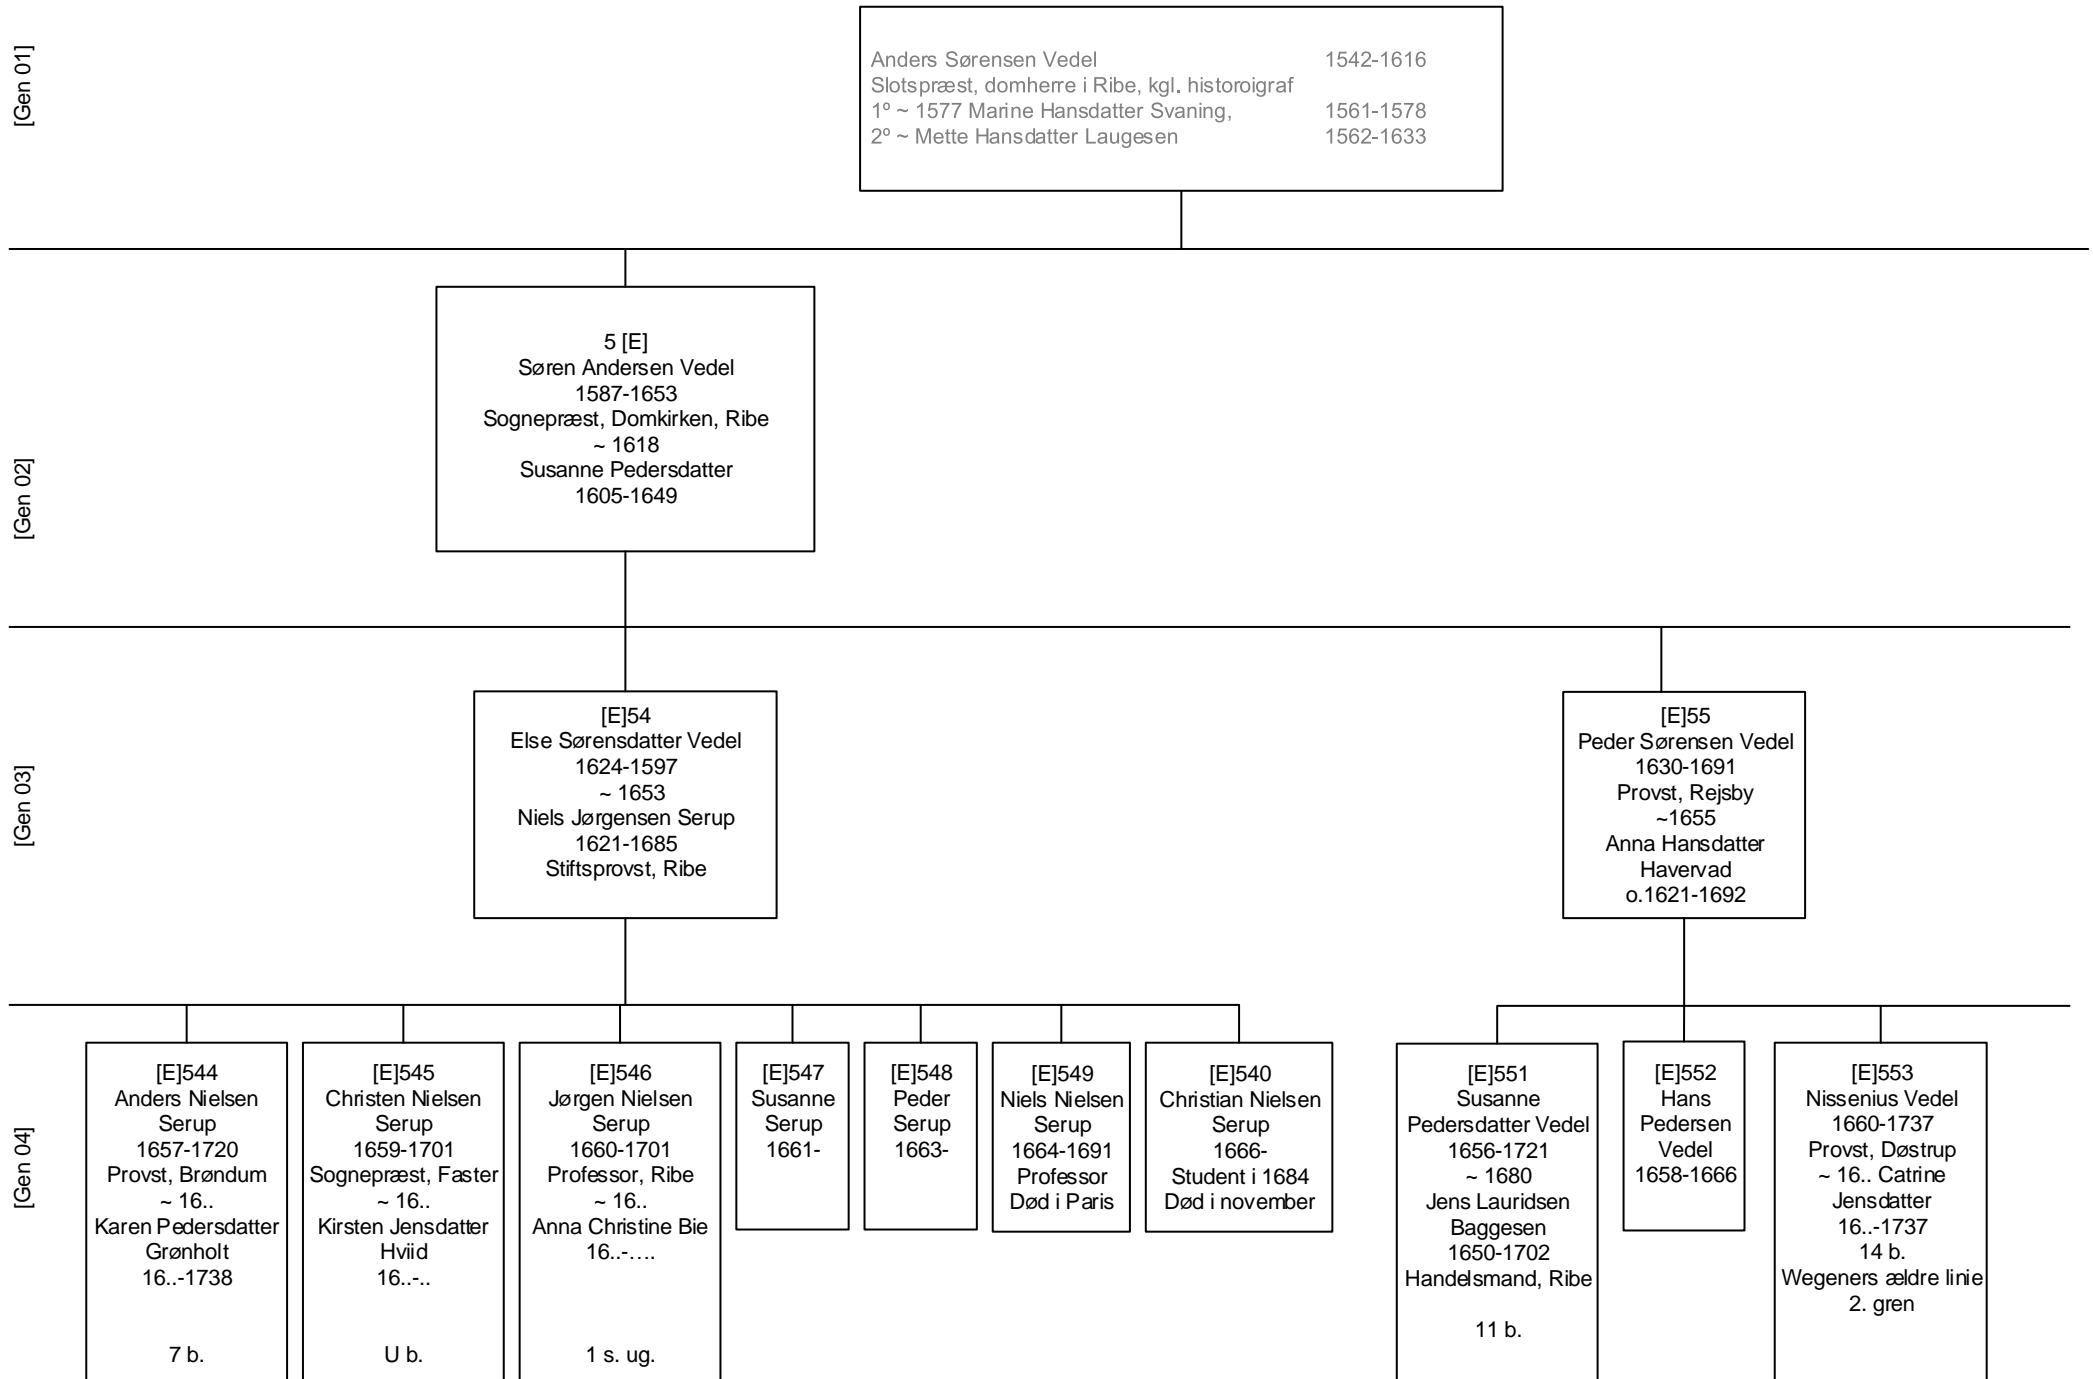 [Gen 01]
Anders Sørensen Vedel 1542-1616
Slotspræst, domherre i Ribe, kgl. historoigraf
1º ~ 1577 Marine Hansdatter Svaning, 1561-1578
2º ~ Mette Hansdatter Laugesen 1562-1633
[Gen 02]
5 [E]
Søren Andersen Vedel
1587-1653
Sognepræst, Domkirken, Ribe
~ 1618
Susanne Pedersdatter
1605-1649
[Gen 03]
[E]54
Else Sørensdatter Vedel
1624-1597
~ 1653
Niels Jørgensen Serup
1621-1685
Stiftsprovst, Ribe
[E]55
Peder Sørensen Vedel
1630-1691
Provst, Rejsby
~1655
Anna Hansdatter
Havervad
o.1621-1692
[Gen 04]
[E]544
Anders Nielsen
Serup
1657-1720
Provst, Brøndum
~ 16..
Karen Pedersdatter
Grønholt
16..-1738
7 b.
[E]545
Christen Nielsen
Serup
1659-1701
Sognepræst, Faster
~ 16..
Kirsten Jensdatter
Hviid
16..-..
U b.
[E]546
Jørgen Nielsen
Serup
1660-1701
Professor, Ribe
~ 16..
Anna Christine Bie
16..-....
1 s. ug.
[E]547
Susanne
Serup
1661-
[E]548
Peder
Serup
1663-
[E]549
Niels Nielsen
Serup
1664-1691
Professor
Død i Paris
[E]540
Christian Nielsen
Serup
1666-
Student i 1684
Død i november
[E]551
Susanne
Pedersdatter Vedel
1656-1721
~ 1680
Jens Lauridsen
Baggesen
1650-1702
Handelsmand, Ribe
11 b.
[E]552
Hans
Pedersen
Vedel
1658-1666
[E]553
Nissenius Vedel
1660-1737
Provst, Døstrup
~ 16.. Catrine
Jensdatter
16..-1737
14 b.
Wegeners ældre linie
2. gren